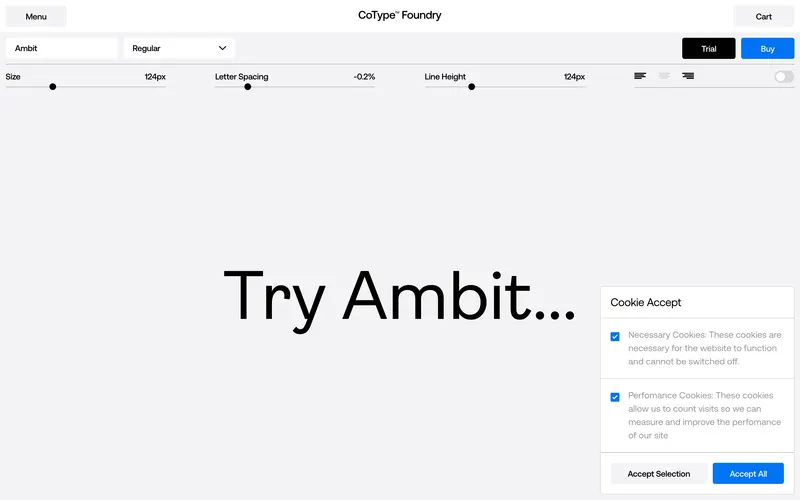 Menu
CoType™ Foundry
Cart
Ambit
Regular
Trial
Buy
Size
124px
Letter Spacing
-0.2%
Line Height
124px
Try Ambit...
Cookie Accept
Necessary Cookies: These cookies are
necessary for the website to function
and cannot be switched off.
Perfomance Cookies: These cookies
allow us to count visits so we can
measure and improve the perfomance
of our site
Accept Selection
Accept All